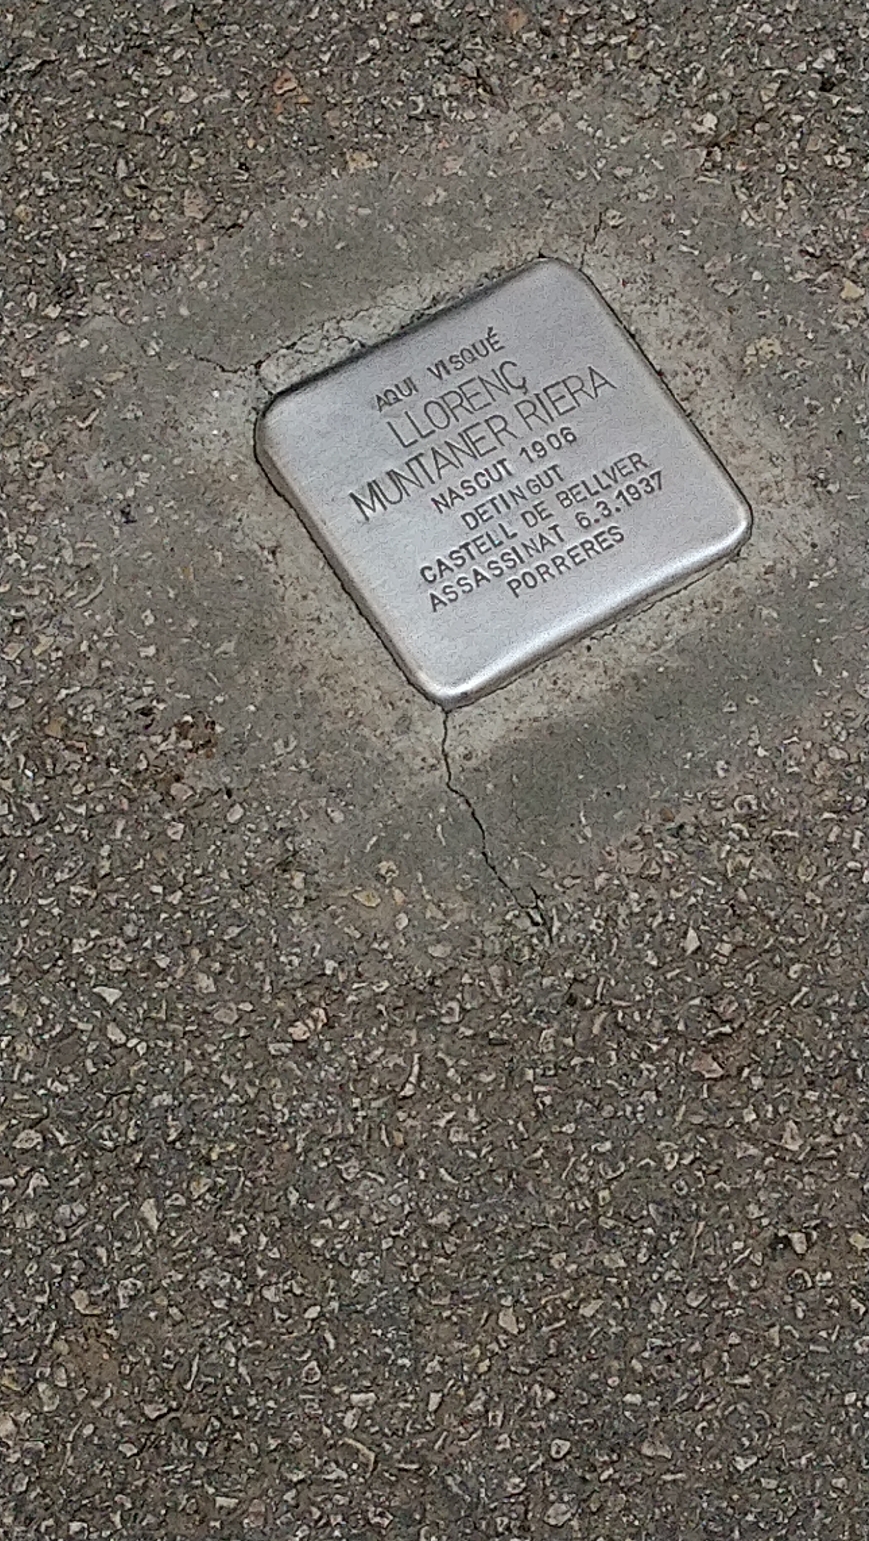 AQUI VISQUÉ
LLORENÇ
MUNTANER RIERA
NASCUT 1906
DETINGUT
CASTELL DE BELLVER
ASSASSINAT 6.3.1937
PORRERES